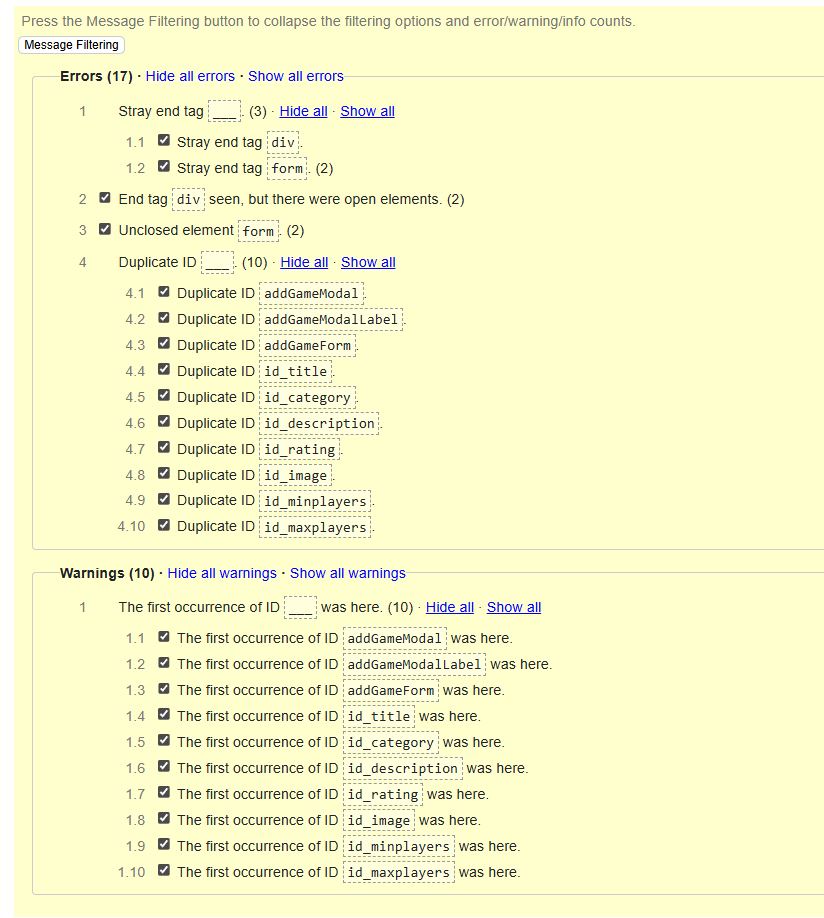 Press the Message Filtering button to collapse the filtering options and error/warning/info counts.
Message Filtering
Errors (17) · Hide all errors · Show all errors
1 Stray end tag ___. (3) · Hide all · Show all
1.1 Stray end tag div.
1.2 Stray end tag form. (2)
2 End tag div seen, but there were open elements. (2)
3 Unclosed element form. (2)
4 Duplicate ID ___. (10) · Hide all · Show all
4.1 Duplicate ID addGameModal.
4.2 Duplicate ID addGameModalLabel.
4.3 Duplicate ID addGameForm.
4.4 Duplicate ID id_title.
4.5 Duplicate ID id_category.
4.6 Duplicate ID id_description.
4.7 Duplicate ID id_rating.
4.8 Duplicate ID id_image.
4.9 Duplicate ID id_minplayers.
4.10 Duplicate ID id_maxplayers.
Warnings (10) · Hide all warnings · Show all warnings
1 The first occurrence of ID ___ was here. (10) · Hide all · Show all
1.1 The first occurrence of ID addGameModal was here.
1.2 The first occurrence of ID addGameModalLabel was here.
1.3 The first occurrence of ID addGameForm was here.
1.4 The first occurrence of ID id_title was here.
1.5 The first occurrence of ID id_category was here.
1.6 The first occurrence of ID id_description was here.
1.7 The first occurrence of ID id_rating was here.
1.8 The first occurrence of ID id_image was here.
1.9 The first occurrence of ID id_minplayers was here.
1.10 The first occurrence of ID id_maxplayers was here.